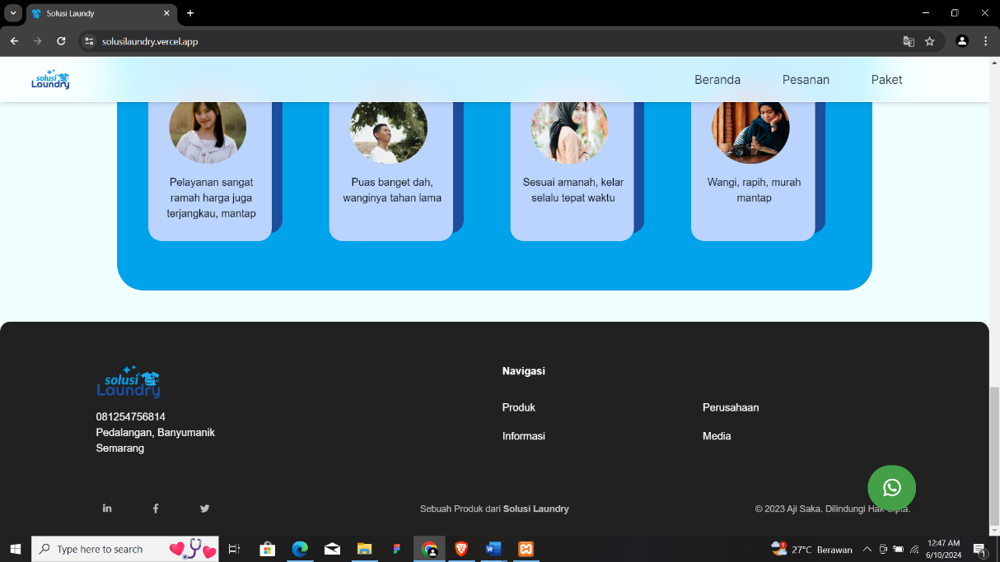 Solusi Laundy
solusilaundry.vercel.app
solusi
Laundry
Beranda
Pesanan
Paket
Pelayanan sangat
ramah harga juga
terjangkau, mantap
Puas banget dah,
wanginya tahan lama
Sesuai amanah, kelar
selalu tepat waktu
Wangi, rapih, murah
mantap
solusi
Laundry
081254756814
Pedalangan, Banyumanik
Semarang
Navigasi
Produk
Perusahaan
Informasi
Media
Sebuah Produk dari Solusi Laundry
© 2023 Aji Saka. Dilindungi Hak Cipta.
Type here to search
27°C Berawan
12:47 AM
6/10/2024
1